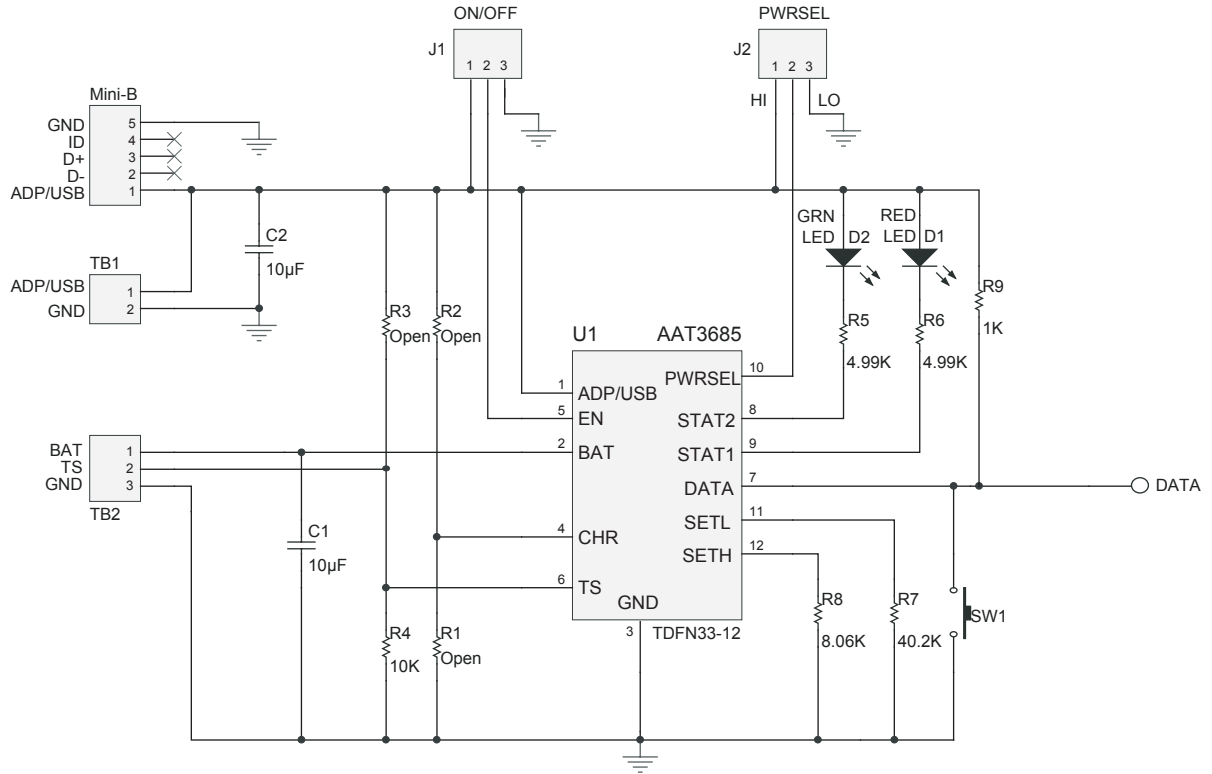 ON/OFF
J1
1 2 3
PWRSEL
J2
1 2 3
HI
LO
Mini-B
GND 5
ID 4
D+ 3
D- 2
ADP/USB 1
C2
10µF
TB1
ADP/USB 1
GND 2
GRN
LED D2
RED
LED D1
R9
1K
R3
Open
R2
Open
R5
4.99K
R6
4.99K
U1
AAT3685
1 ADP/USB
5 EN
2 BAT
4 CHR
6 TS
GND
3
PWRSEL 10
STAT2 8
STAT1 9
DATA 7
SETL 11
SETH 12
TDFN33-12
DATA
BAT 1
TS 2
GND 3
TB2
C1
10µF
R4
10K
R1
Open
R8
8.06K
R7
40.2K
SW1